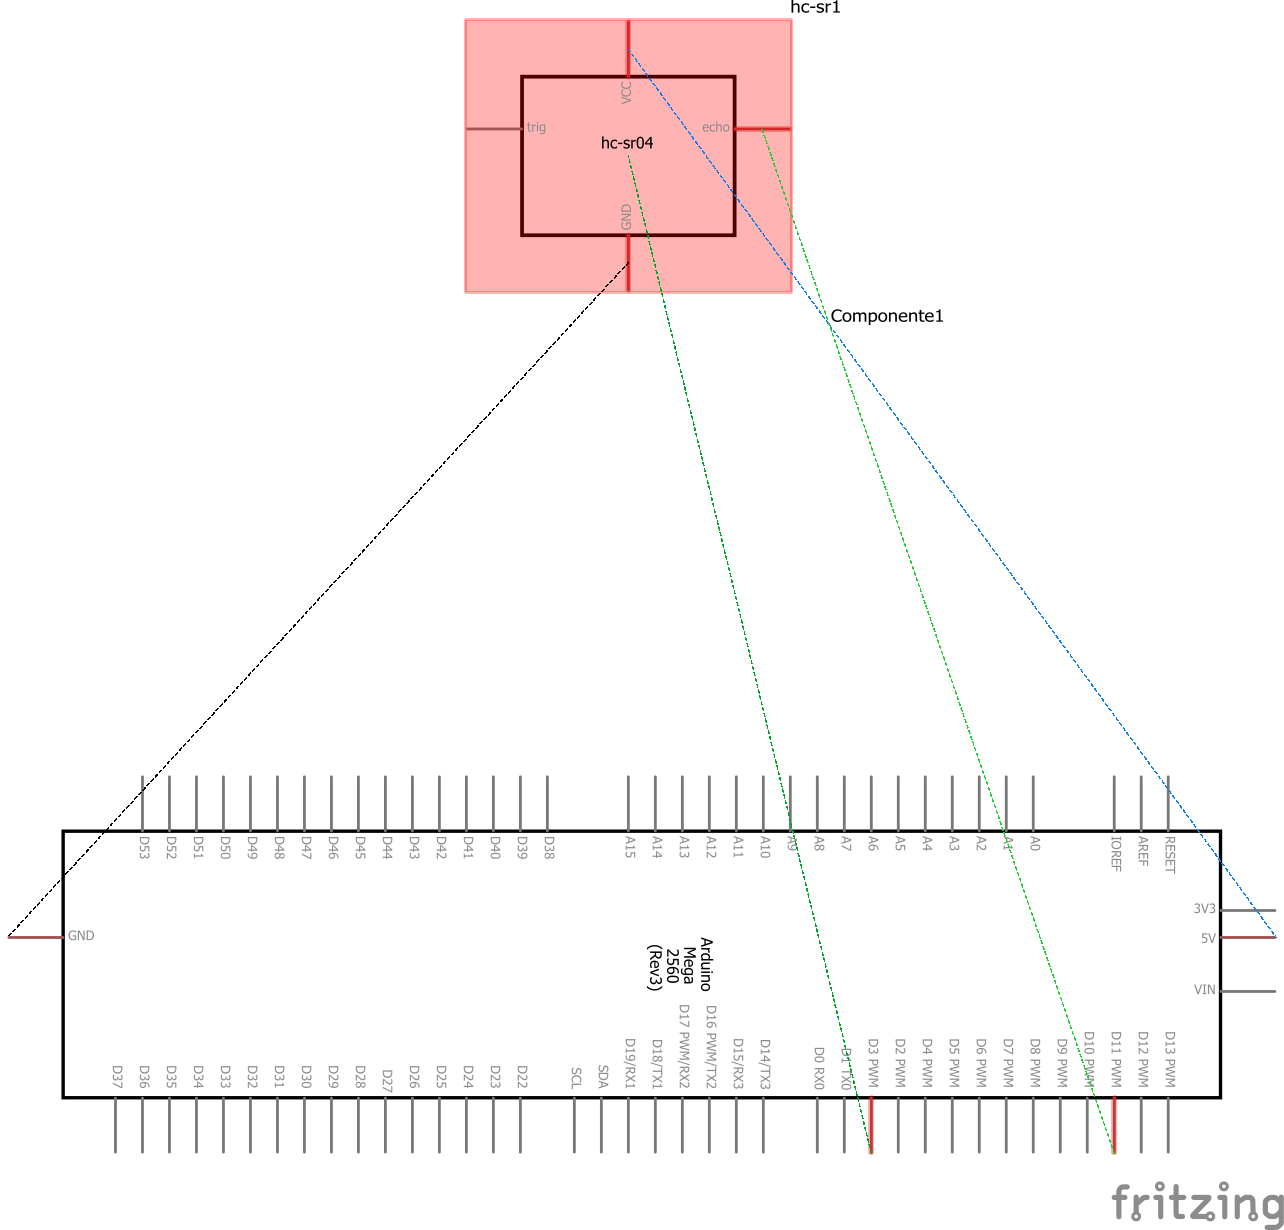 hc-sr1
VCC
trig
echo
hc-sr04
GND
Componente1
D53
D52
D51
D50
D49
D48
D47
D46
D45
D44
D43
D42
D41
D40
D39
D38
A15
A14
A13
A12
A11
A10
A9
A8
A7
A6
A5
A4
A3
A2
A1
A0
IOREF
AREF
RESET
3V3
GND
5V
VIN
Arduino
Mega
2560
(Rev3)
D37
D36
D35
D34
D33
D32
D31
D30
D29
D28
D27
D26
D25
D24
D23
D22
SCL
SDA
D19/RX1
D18/TX1
D17 PWM/RX2
D16 PWM/TX2
D15/RX3
D14/TX3
D0 RX0
D1 TX0
D3 PWM
D2 PWM
D4 PWM
D5 PWM
D6 PWM
D7 PWM
D8 PWM
D9 PWM
D10 PWM
D11 PWM
D12 PWM
D13 PWM
fritzing